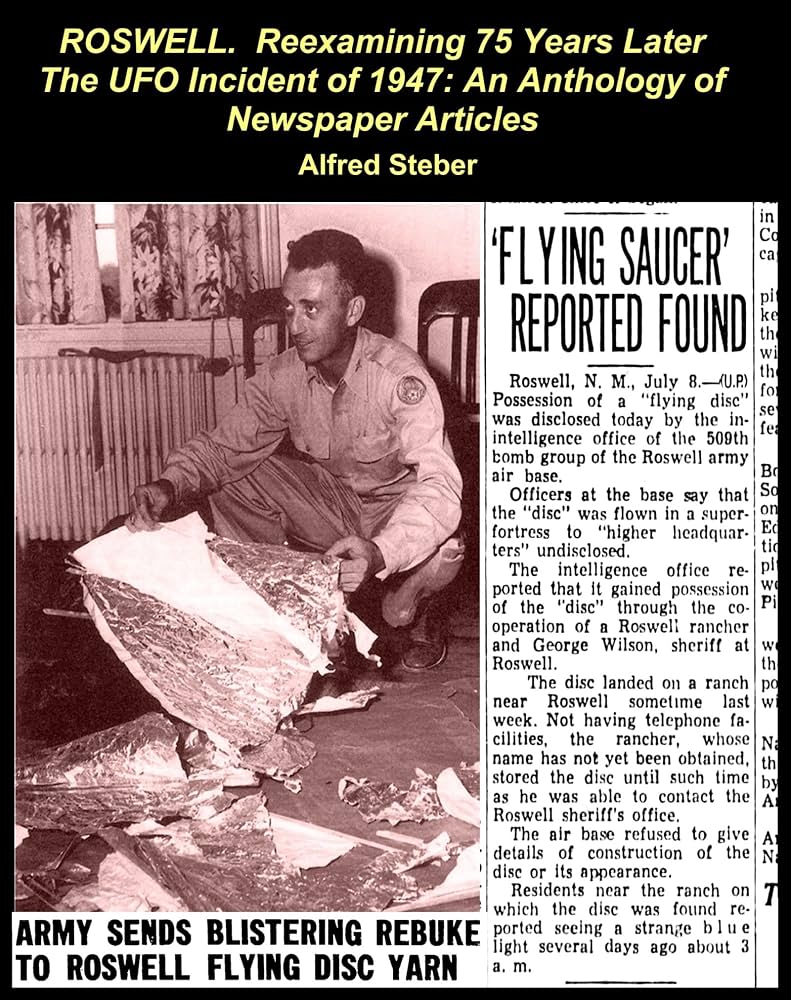 ROSWELL. Reexamining 75 Years Later
The UFO Incident of 1947: An Anthology of
Newspaper Articles
Alfred Steber
'FLYING SAUCER'
REPORTED FOUND
Roswell, N. M., July 8.—(U.P.)
Possession of a "flying disc"
was disclosed today by the in-
intelligence office of the 509th
bomb group of the Roswell army
air base.
Officers at the base say that
the "disc" was flown in a super-
fortress to "higher headquar-
ters" undisclosed.
The intelligence office re-
ported that it gained possession
of the "disc" through the co-
operation of a Roswell rancher
and George Wilson, sheriff at
Roswell.
The disc landed on a ranch
near Roswell sometime last
week. Not having telephone fa-
cilities, the rancher, whose
name has not yet been obtained,
stored the disc until such time
as he was able to contact the
Roswell sheriff's office.
The air base refused to give
details of construction of the
disc or its appearance.
Residents near the ranch on
which the disc was found re-
ported seeing a strange blue
light several days ago about 3
a. m.
ARMY SENDS BLISTERING REBUKE
TO ROSWELL FLYING DISC YARN